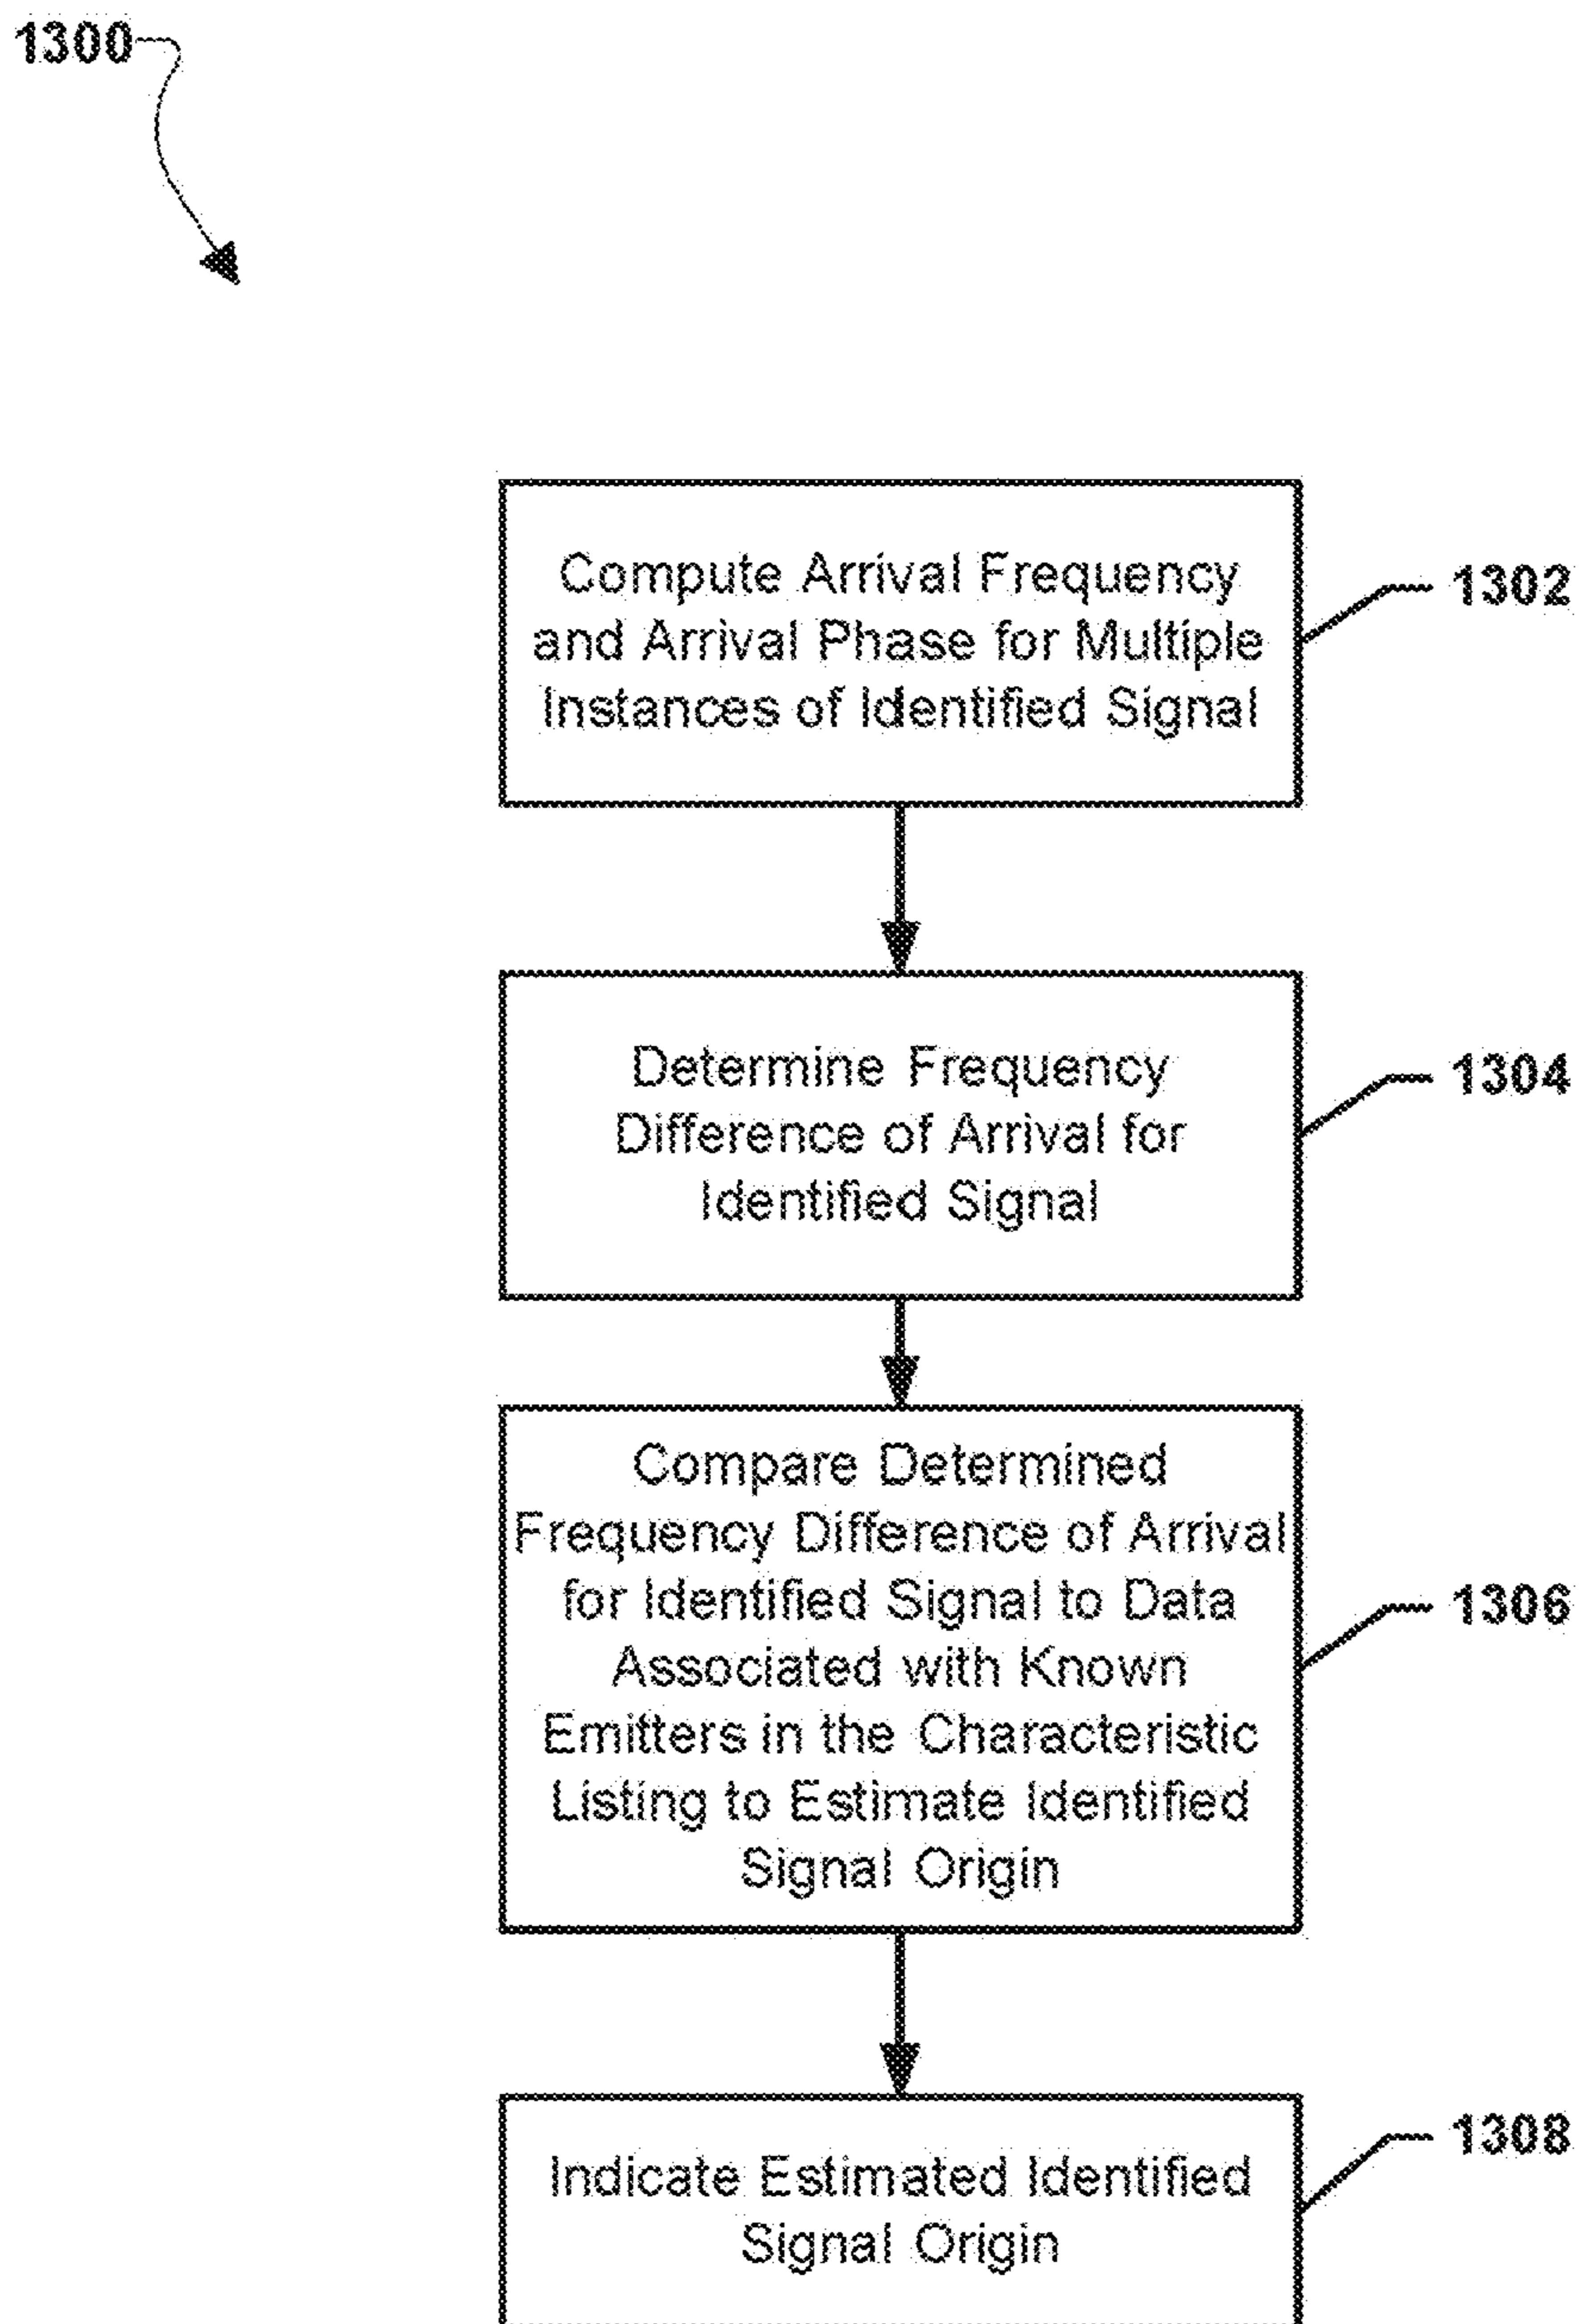 1300
Compute Arrival Frequency
and Arrival Phase for Multiple
Instances of Identified Signal
1302
Determine Frequency
Difference of Arrival for
Identified Signal
1304
Compare Determined
Frequency Difference of Arrival
for Identified Signal to Data
Associated with Known
Emitters in the Characteristic
Listing to Estimate Identified
Signal Origin
1306
Indicate Estimated Identified
Signal Origin
1308